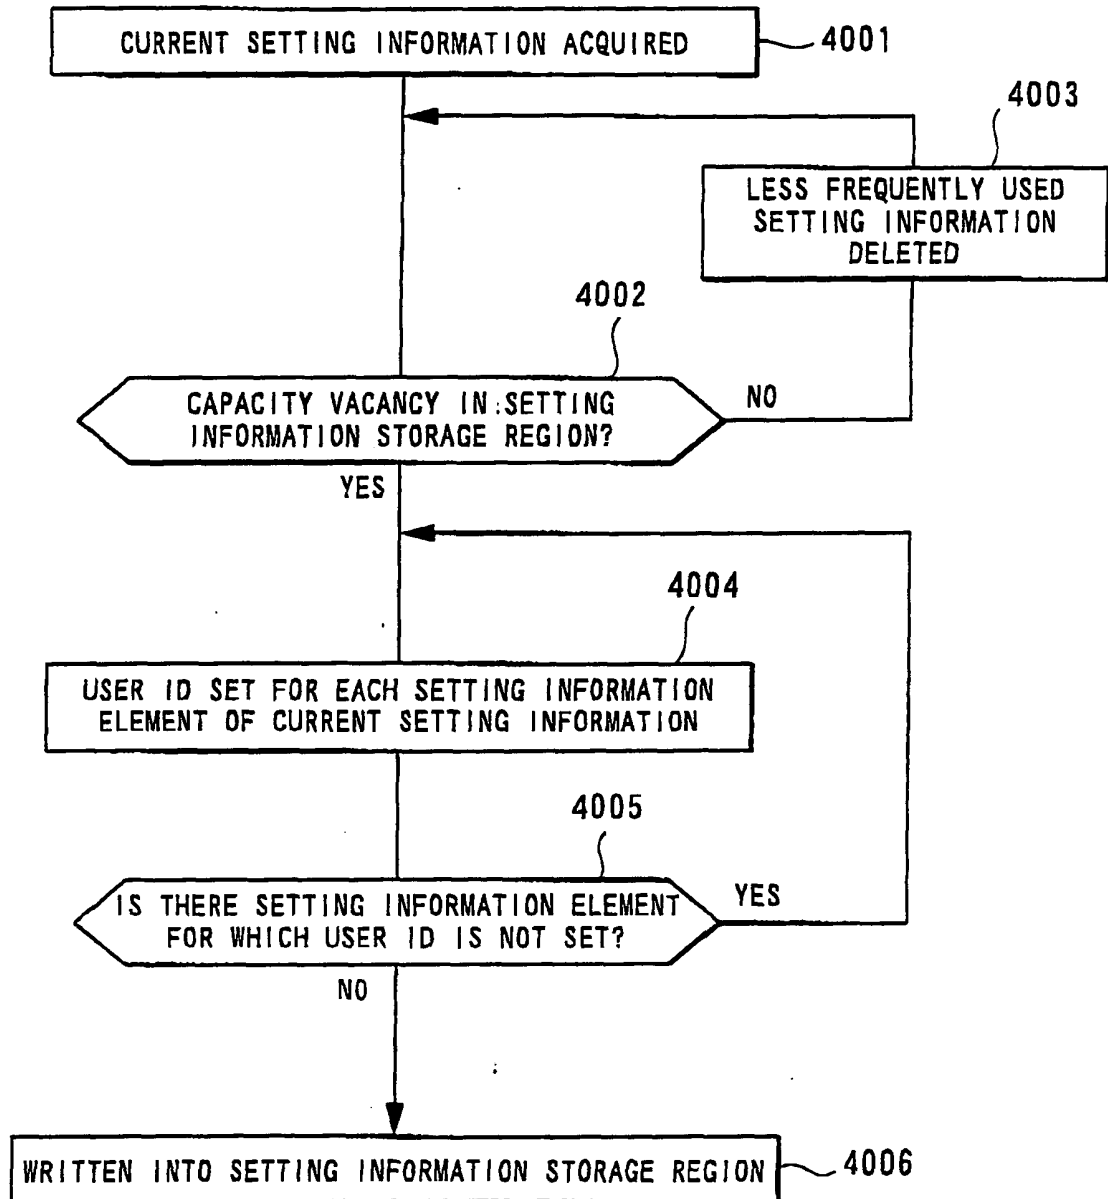 CURRENT SETTING INFORMATION ACQUIRED
4001
4003
LESS FREQUENTLY USED
SETTING INFORMATION
DELETED
4002
CAPACITY VACANCY IN SETTING
INFORMATION STORAGE REGION?
NO
YES
4004
USER ID SET FOR EACH SETTING INFORMATION
ELEMENT OF CURRENT SETTING INFORMATION
4005
IS THERE SETTING INFORMATION ELEMENT
FOR WHICH USER ID IS NOT SET?
YES
NO
WRITTEN INTO SETTING INFORMATION STORAGE REGION
4006